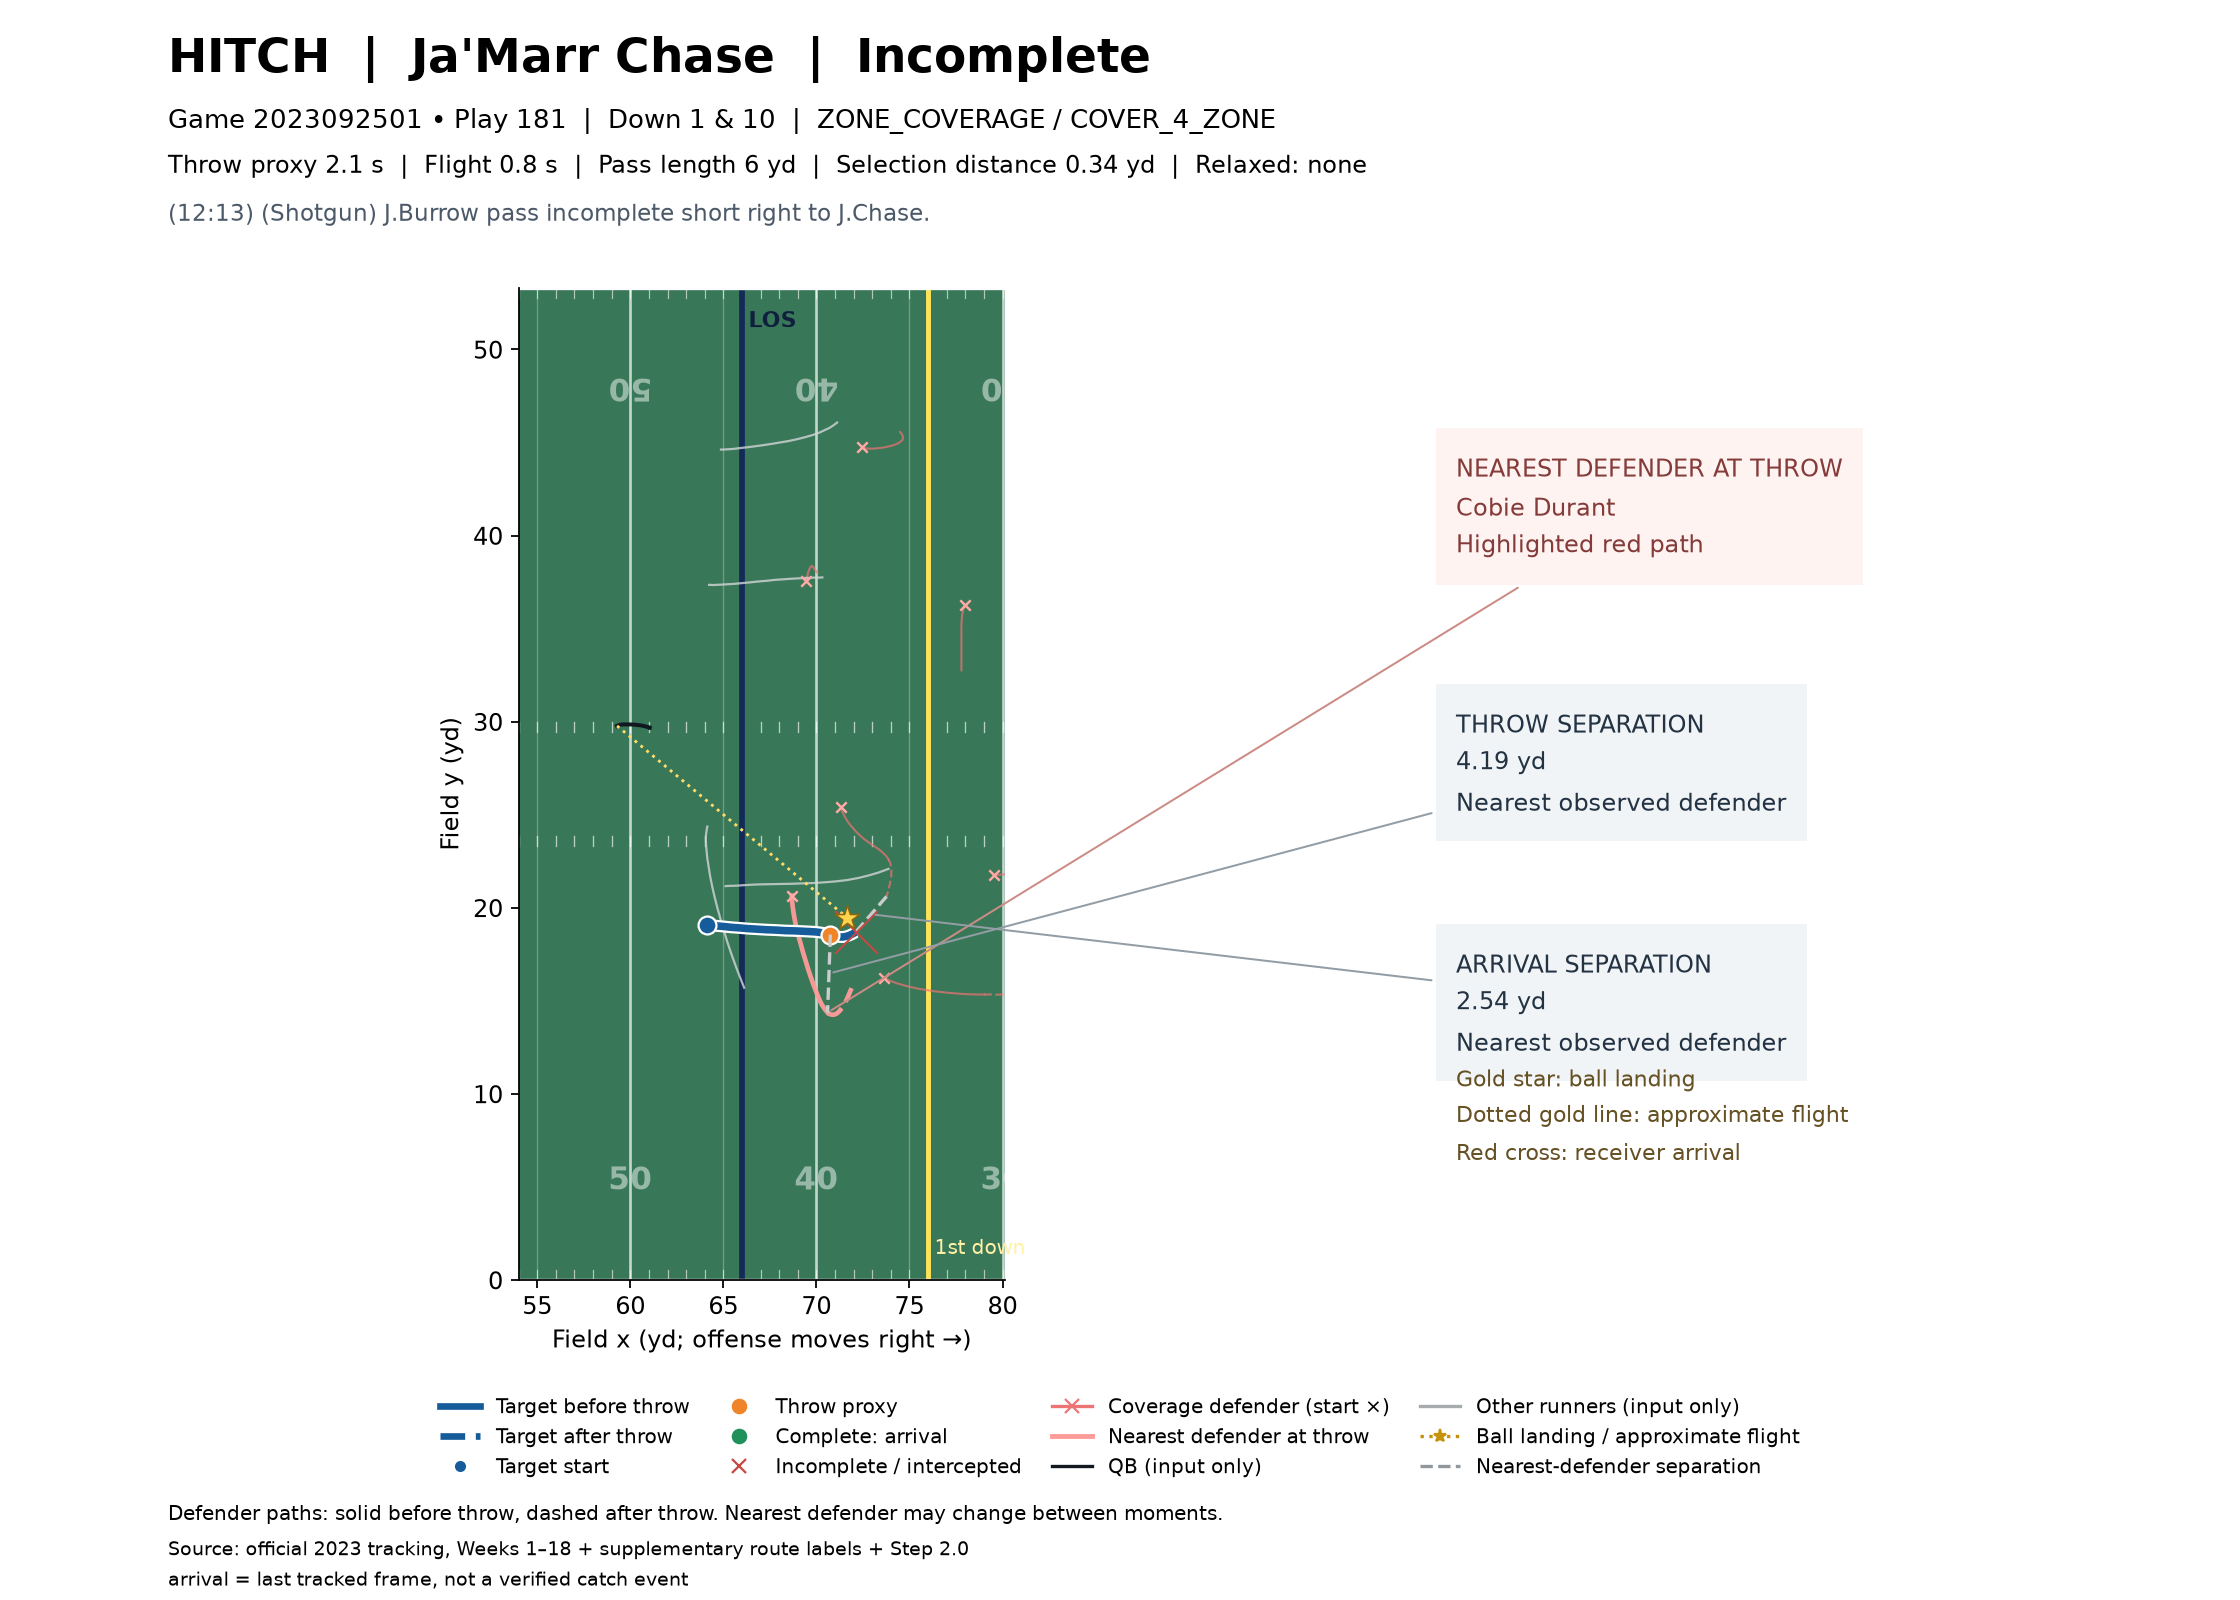 HITCH | Ja'Marr Chase | Incomplete
Game 2023092501 • Play 181 | Down 1 & 10 | ZONE_COVERAGE / COVER_4_ZONE
Throw proxy 2.1 s | Flight 0.8 s | Pass length 6 yd | Selection distance 0.34 yd | Relaxed: none
(12:13) (Shotgun) J.Burrow pass incomplete short right to J.Chase.
LOS
50 40 0
50
40
30
20
10
0
Field y (yd)
50 40 3
1st down
55 60 65 70 75 80
Field x (yd; offense moves right →)
NEAREST DEFENDER AT THROW
Cobie Durant
Highlighted red path
THROW SEPARATION
4.19 yd
Nearest observed defender
ARRIVAL SEPARATION
2.54 yd
Nearest observed defender
Gold star: ball landing
Dotted gold line: approximate flight
Red cross: receiver arrival
Target before throw
Target after throw
Target start
Throw proxy
Complete: arrival
Incomplete / intercepted
Coverage defender (start ×)
Nearest defender at throw
QB (input only)
Other runners (input only)
Ball landing / approximate flight
Nearest-defender separation
Defender paths: solid before throw, dashed after throw. Nearest defender may change between moments.
Source: official 2023 tracking, Weeks 1–18 + supplementary route labels + Step 2.0
arrival = last tracked frame, not a verified catch event